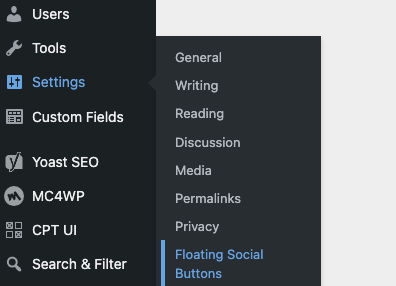 Users
Tools
Settings
Custom Fields
Yoast SEO
MC4WP
CPT UI
Search & Filter
General
Writing
Reading
Discussion
Media
Permalinks
Privacy
Floating Social
Buttons